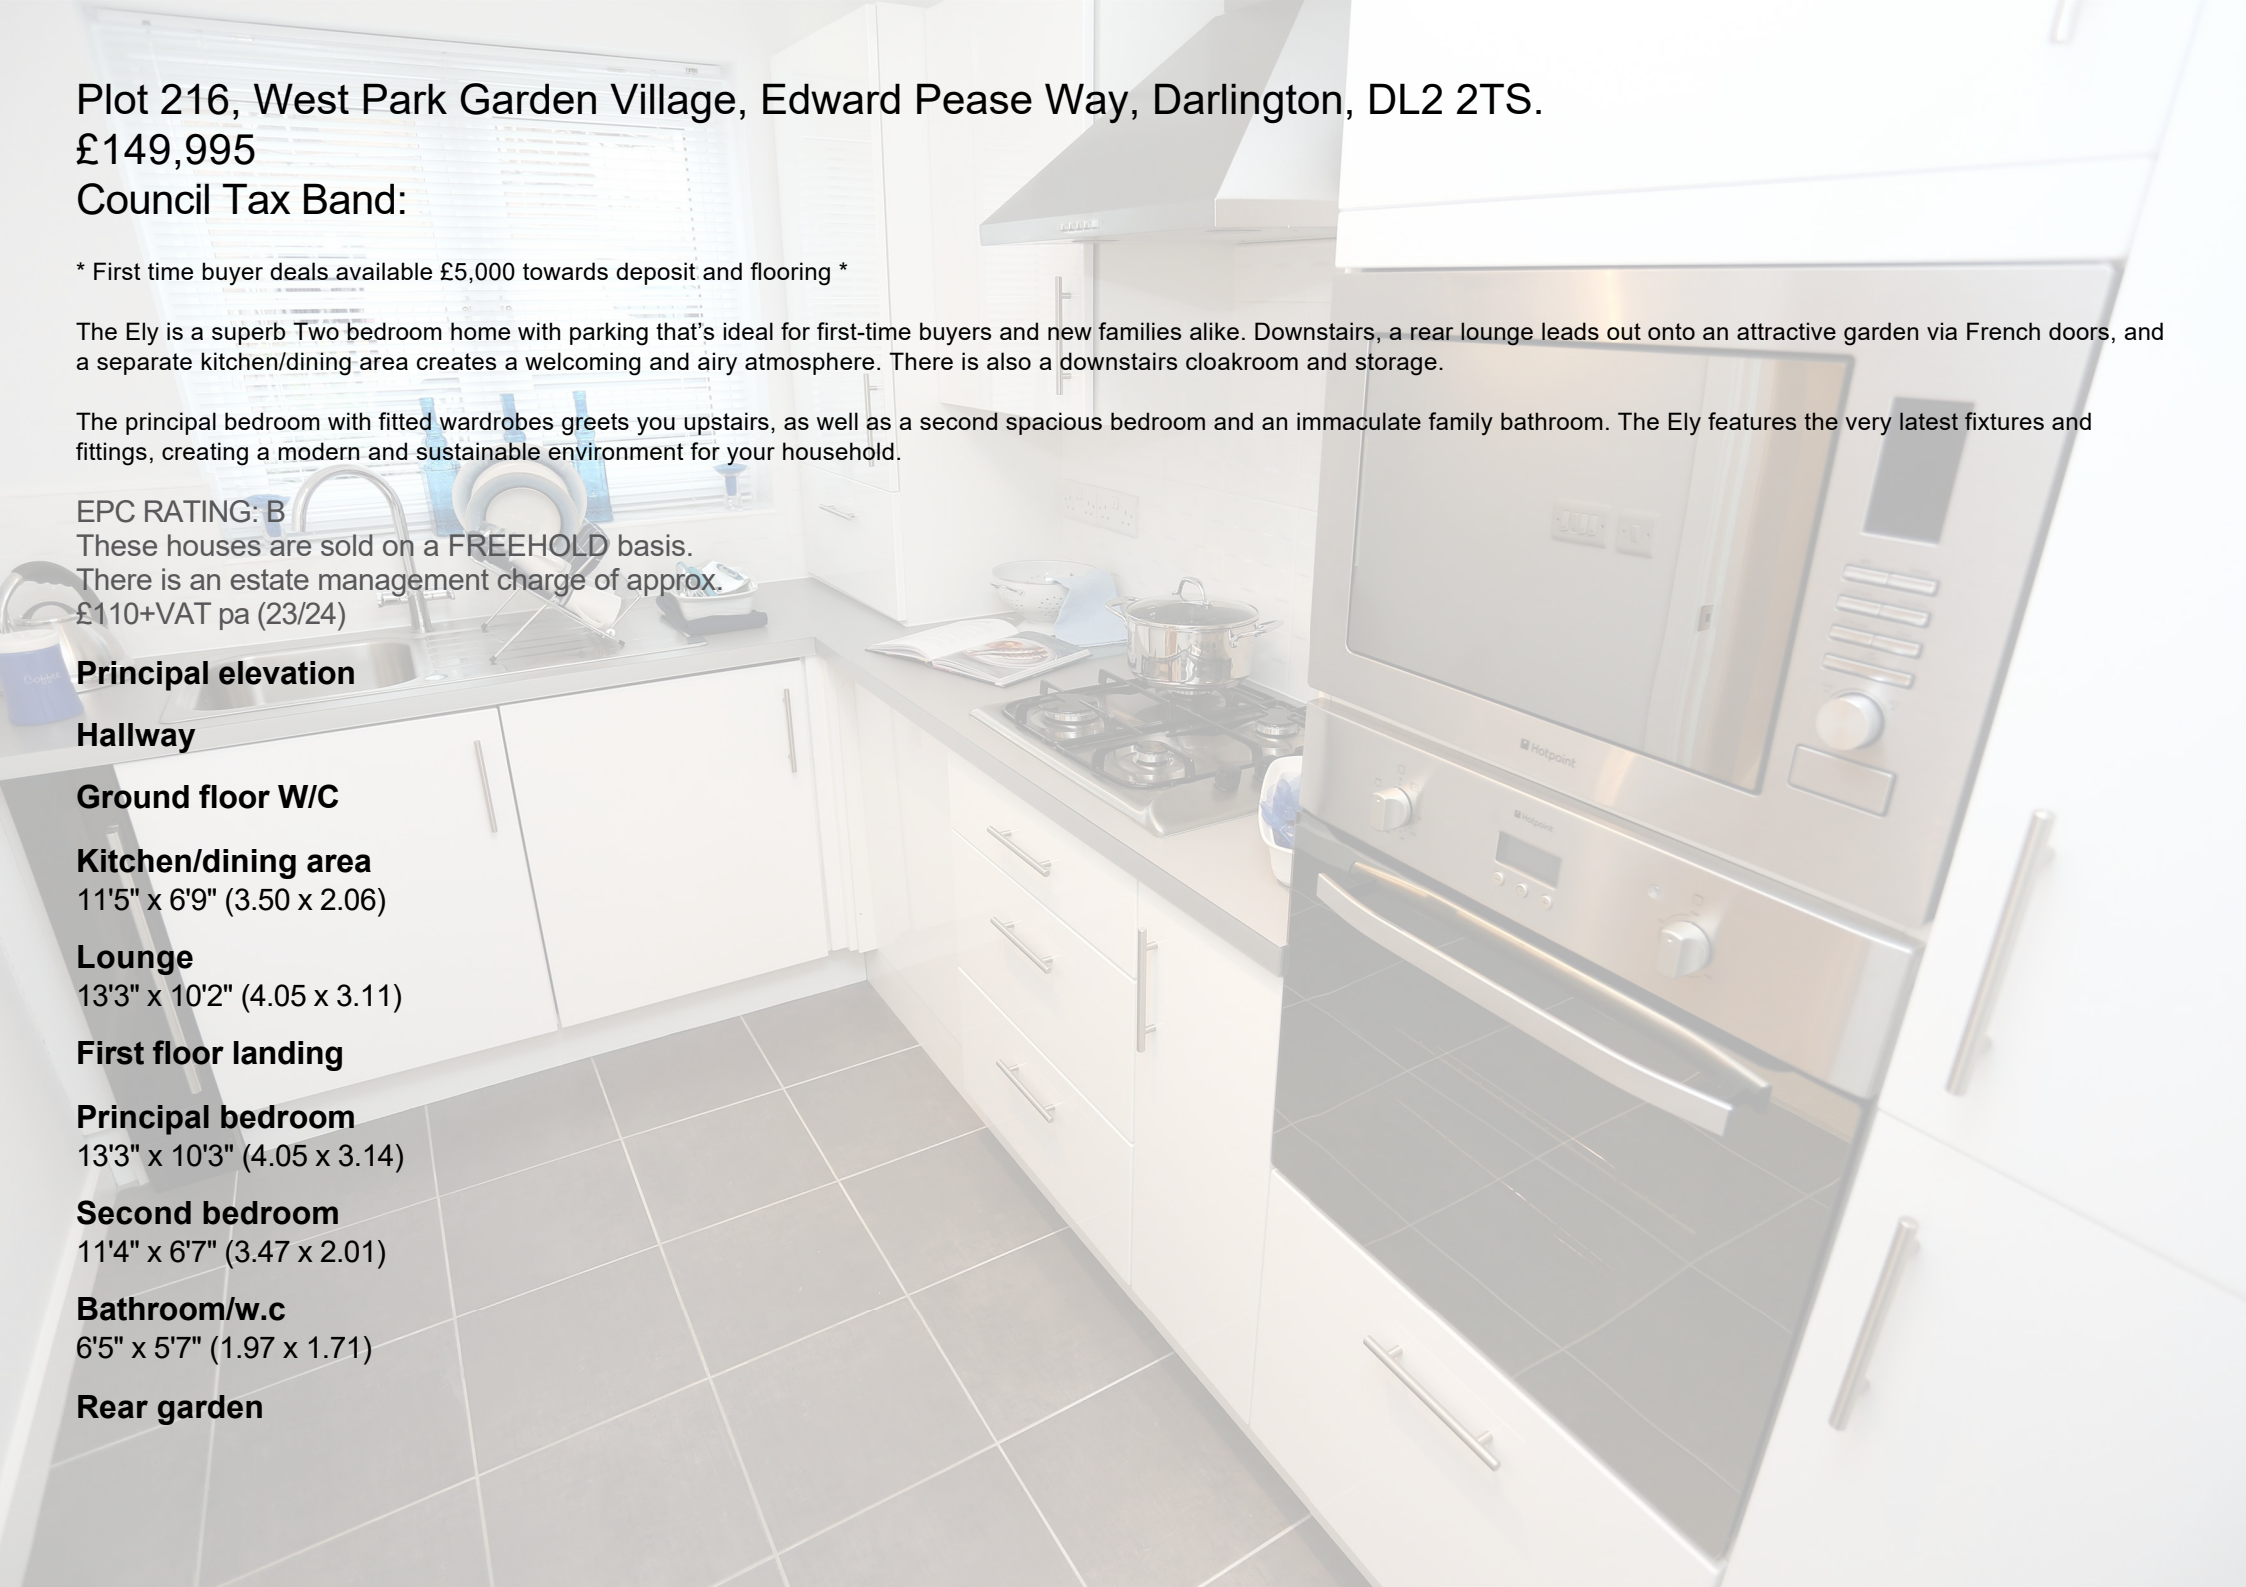 Plot 216, West Park Garden Village, Edward Pease Way, Darlington, DL2 2TS.
£149,995
Council Tax Band:
* First time buyer deals available £5,000 towards deposit and flooring *
The Ely is a superb Two bedroom home with parking that’s ideal for first-time buyers and new families alike. Downstairs, a rear lounge leads out onto an attractive garden via French doors, and
a separate kitchen/dining area creates a welcoming and airy atmosphere. There is also a downstairs cloakroom and storage.
The principal bedroom with fitted wardrobes greets you upstairs, as well as a second spacious bedroom and an immaculate family bathroom. The Ely features the very latest fixtures and
fittings, creating a modern and sustainable environment for your household.
EPC RATING: B
These houses are sold on a FREEHOLD basis.
There is an estate management charge of approx.
£110+VAT pa (23/24)
Principal elevation
Hallway
Ground floor W/C
Kitchen/dining area
11'5" x 6'9" (3.50 x 2.06)
Lounge
13'3" x 10'2" (4.05 x 3.11)
First floor landing
Principal bedroom
13'3" x 10'3" (4.05 x 3.14)
Second bedroom
11'4" x 6'7" (3.47 x 2.01)
Bathroom/w.c
6'5" x 5'7" (1.97 x 1.71)
Rear garden
Coffee
Hotpoint
Hotpoint